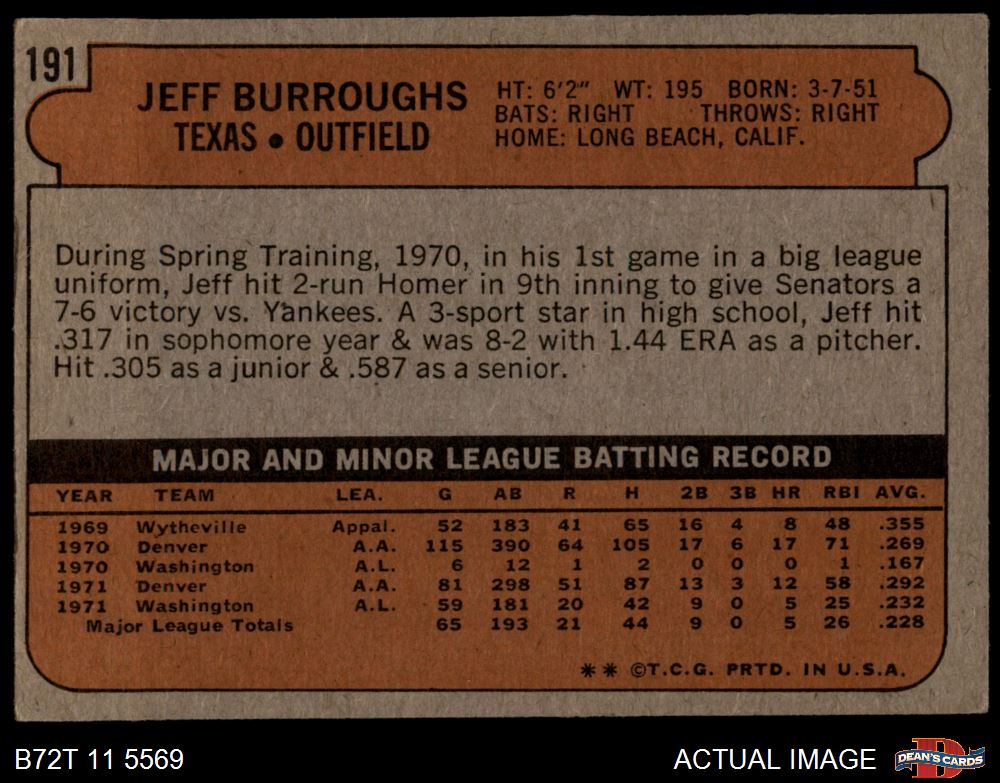 191
JEFF BURROUGHS
TEXAS • OUTFIELD
HT: 6'2" WT: 195 BORN: 3-7-51
BATS: RIGHT THROWS: RIGHT
HOME: LONG BEACH, CALIF.
During Spring Training, 1970, in his 1st game in a big league
uniform, Jeff hit 2-run Homer in 9th inning to give Senators a
7-6 victory vs. Yankees. A 3-sport star in high school, Jeff hit
.317 in sophomore year & was 8-2 with 1.44 ERA as a pitcher.
Hit .305 as a junior & .587 as a senior.
MAJOR AND MINOR LEAGUE BATTING RECORD
YEAR TEAM LEA. G AB R H 2B 3B HR RBI AVG.
1969 Wytheville Appal. 52 183 41 65 16 4 8 48 .355
1970 Denver A.A. 115 390 64 105 17 6 17 71 .269
1970 Washington A.L. 6 12 1 2 0 0 0 1 .167
1971 Denver A.A. 81 298 51 87 13 3 12 58 .292
1971 Washington A.L. 59 181 20 42 9 0 5 25 .232
Major League Totals 65 193 21 44 9 0 5 26 .228
** ©T.C.G. PRTD. IN U.S.A.
B72T 11 5569
ACTUAL IMAGE
D
DEAN'S CARDS